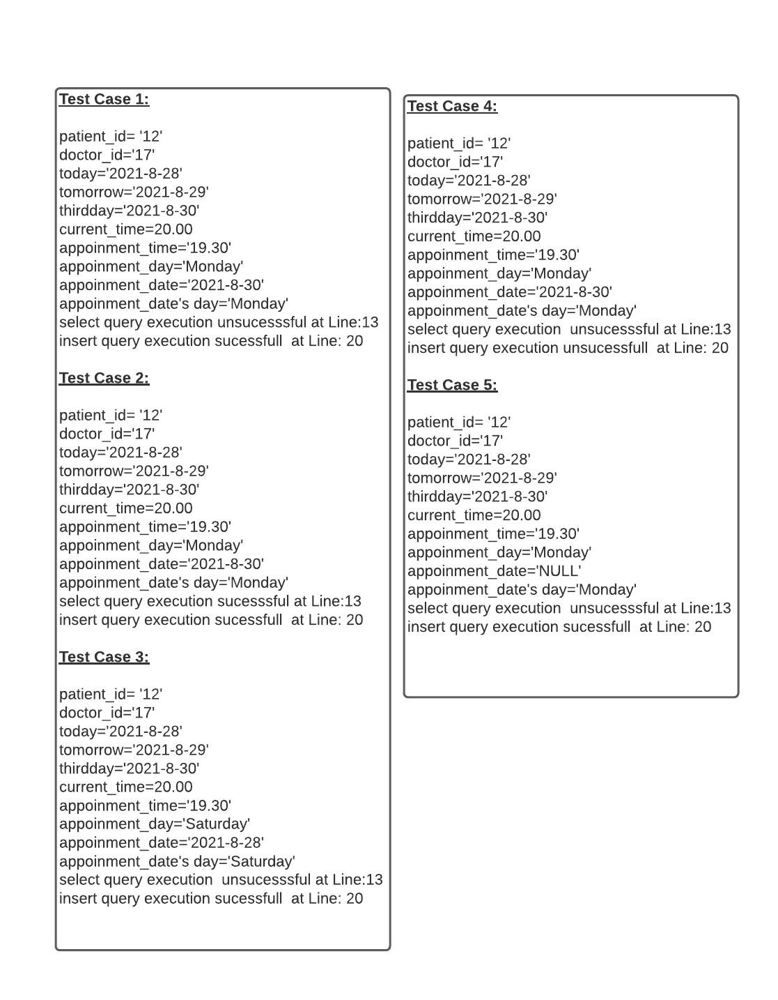 Test Case 1:
patient_id= '12'
doctor_id='17'
today='2021-8-28'
tomorrow='2021-8-29'
thirdday='2021-8-30'
current_time=20.00
appoinment_time='19.30'
appoinment_day='Monday'
appoinment_date='2021-8-30'
appoinment_date's day='Monday'
select query execution unsucesssful at Line:13
insert query execution sucessfull  at Line: 20
Test Case 2:
patient_id= '12'
doctor_id='17'
today='2021-8-28'
tomorrow='2021-8-29'
thirdday='2021-8-30'
current_time=20.00
appoinment_time='19.30'
appoinment_day='Monday'
appoinment_date='2021-8-30'
appoinment_date's day='Monday'
select query execution sucesssful at Line:13
insert query execution sucessfull  at Line: 20
Test Case 3:
patient_id= '12'
doctor_id='17'
today='2021-8-28'
tomorrow='2021-8-29'
thirdday='2021-8-30'
current_time=20.00
appoinment_time='19.30'
appoinment_day='Saturday'
appoinment_date='2021-8-28'
appoinment_date's day='Saturday'
select query execution  unsucesssful at Line:13
insert query execution sucessfull  at Line: 20
Test Case 4:
patient_id= '12'
doctor_id='17'
today='2021-8-28'
tomorrow='2021-8-29'
thirdday='2021-8-30'
current_time=20.00
appoinment_time='19.30'
appoinment_day='Monday'
appoinment_date='2021-8-30'
appoinment_date's day='Monday'
select query execution  unsucesssful at Line:13
insert query execution unsucessfull  at Line: 20
Test Case 5:
patient_id= '12'
doctor_id='17'
today='2021-8-28'
tomorrow='2021-8-29'
thirdday='2021-8-30'
current_time=20.00
appoinment_time='19.30'
appoinment_day='Monday'
appoinment_date='NULL'
appoinment_date's day='Monday'
select query execution  unsucesssful at Line:13
insert query execution sucessfull  at Line: 20